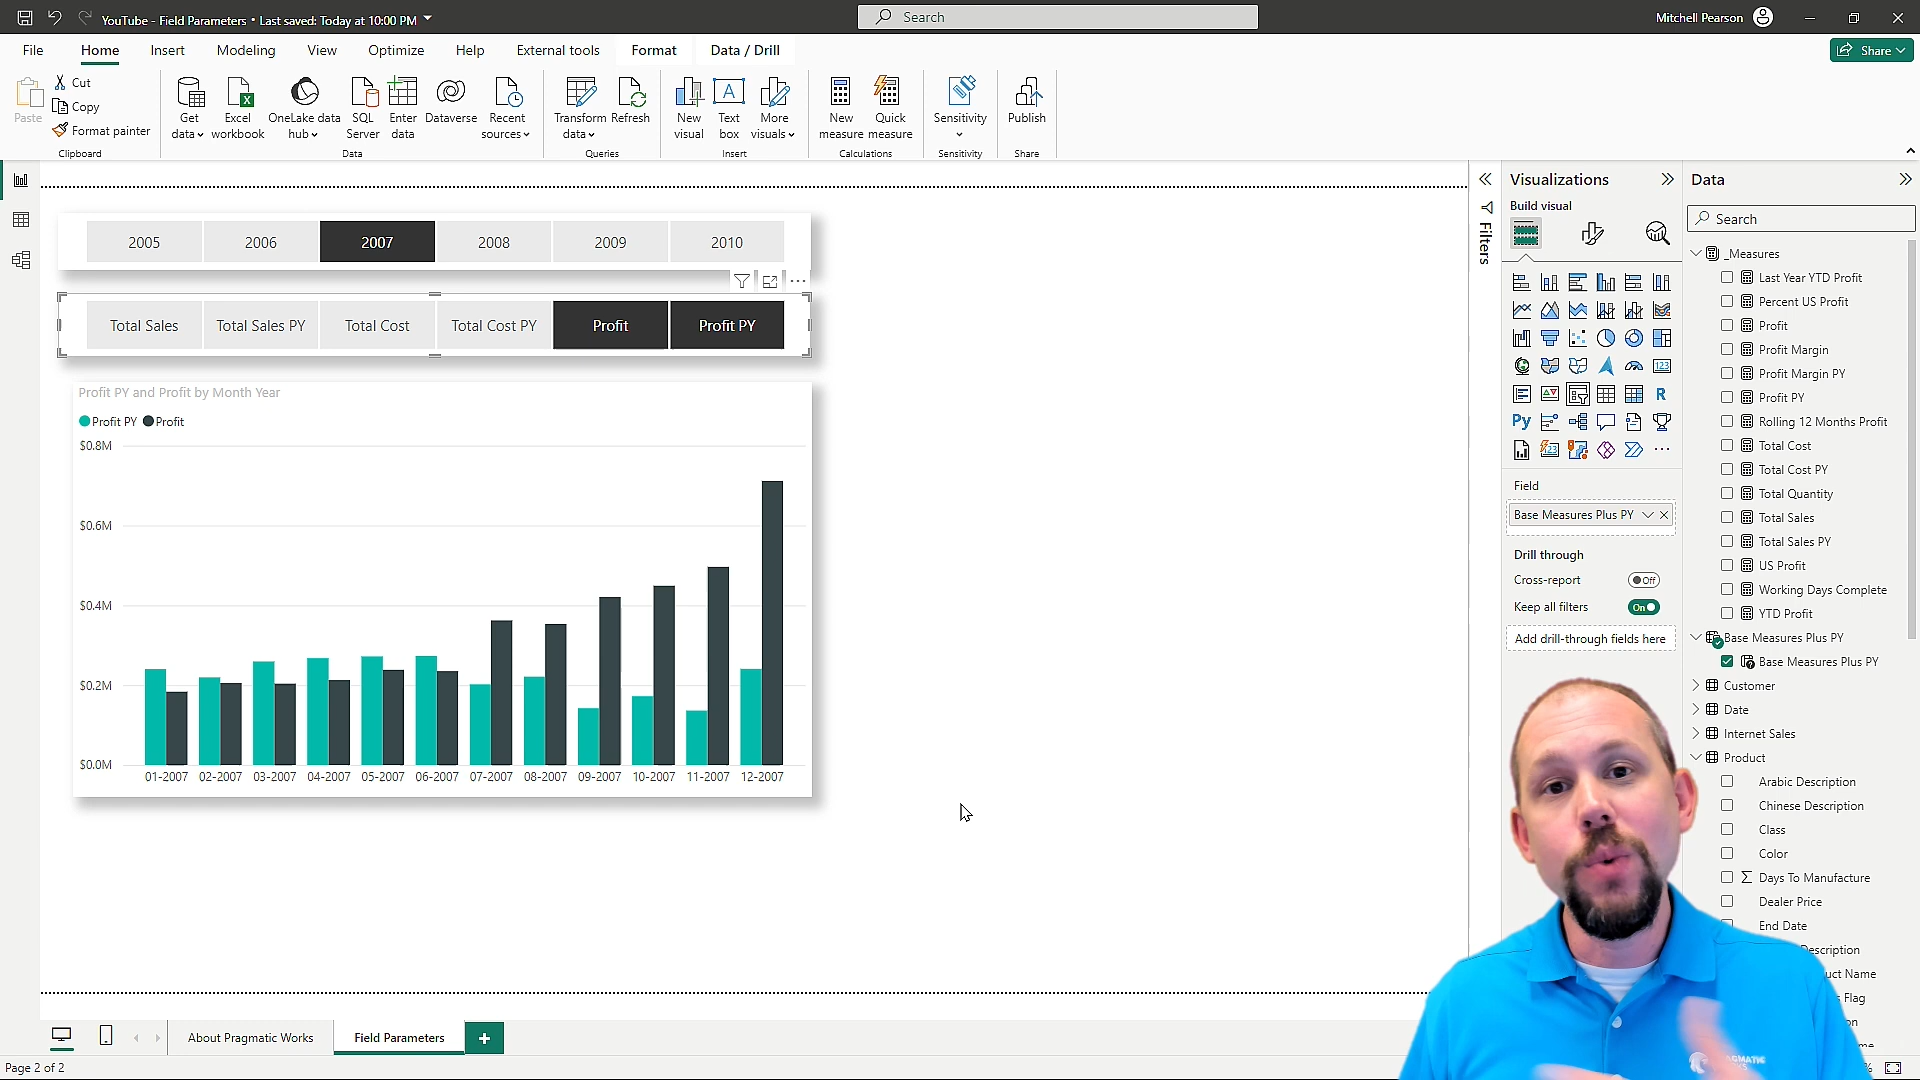 YouTube - Field Parameters • Last saved: Today at 10:00 PM
Search
Mitchell Pearson
File
Home
Insert
Modeling
View
Optimize
Help
External tools
Format
Data / Drill
Share
Paste
Cut
Copy
Format painter
Clipboard
Get data
Excel workbook
OneLake data hub
SQL Server
Enter data
Dataverse
Recent sources
Data
Transform data
Refresh
Queries
New visual
Text box
More visuals
Insert
New measure
Quick measure
Calculations
Sensitivity
Sensitivity
Publish
Share
2005
2006
2007
2008
2009
2010
Total Sales
Total Sales PY
Total Cost
Total Cost PY
Profit
Profit PY
Profit PY and Profit by Month Year
Profit PY
Profit
$0.8M
$0.6M
$0.4M
$0.2M
$0.0M
01-2007
02-2007
03-2007
04-2007
05-2007
06-2007
07-2007
08-2007
09-2007
10-2007
11-2007
12-2007
Filters
Visualizations
Build visual
R
Py
123
123
Field
Base Measures Plus PY
Drill through
Cross-report
Off
Keep all filters
On
Add drill-through fields here
Data
Search
_Measures
Last Year YTD Profit
Percent US Profit
Profit
Profit Margin
Profit Margin PY
Profit PY
Rolling 12 Months Profit
Total Cost
Total Cost PY
Total Quantity
Total Sales
Total Sales PY
US Profit
Working Days Complete
YTD Profit
Base Measures Plus PY
Base Measures Plus PY
Customer
Date
Internet Sales
Product
Arabic Description
Chinese Description
Class
Color
Days To Manufacture
Dealer Price
End Date
escription
uct Name
Flag
on
me
About Pragmatic Works
Field Parameters
Page 2 of 2